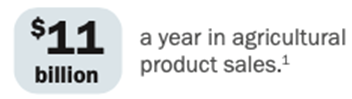 $11
billion
a year in agricultural
product sales.¹